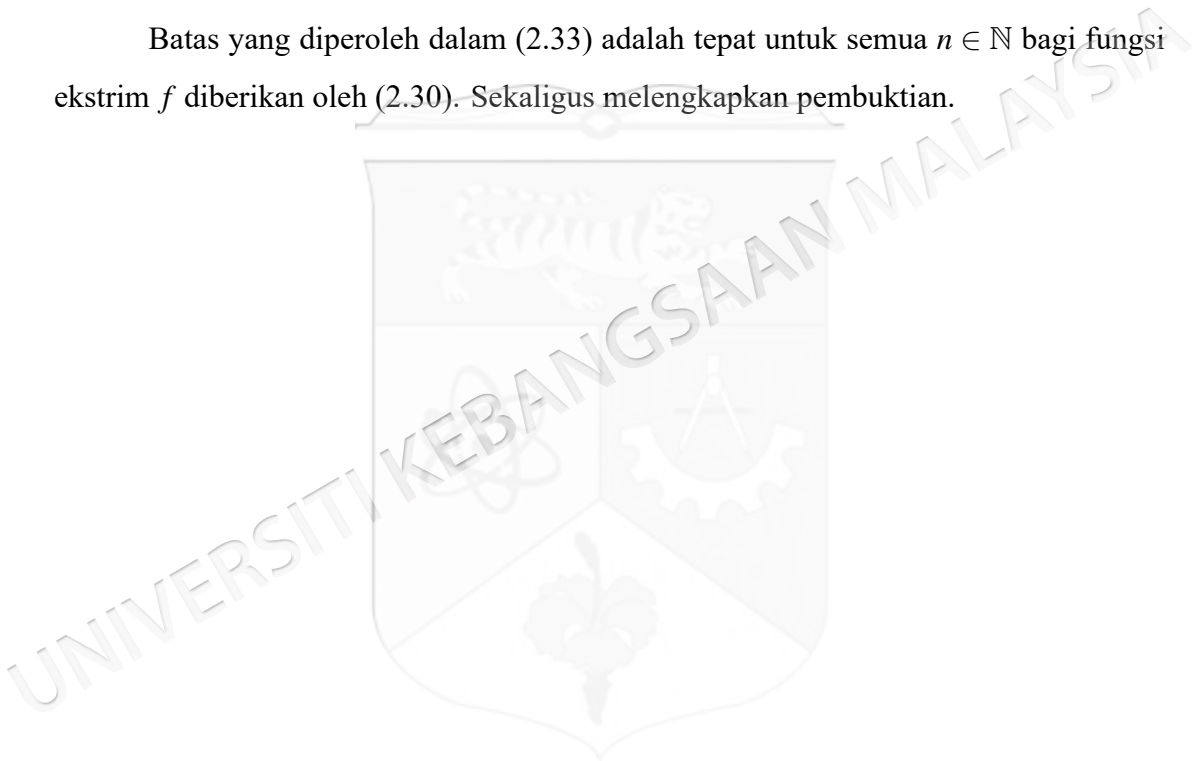 Batas yang diperoleh dalam (2.33) adalah tepat untuk semua n ∈ ℕ bagi fungsi
ekstrim f diberikan oleh (2.30). Sekaligus melengkapkan pembuktian.
UNIVERSITI KEBANGSAAN MALAYSIA